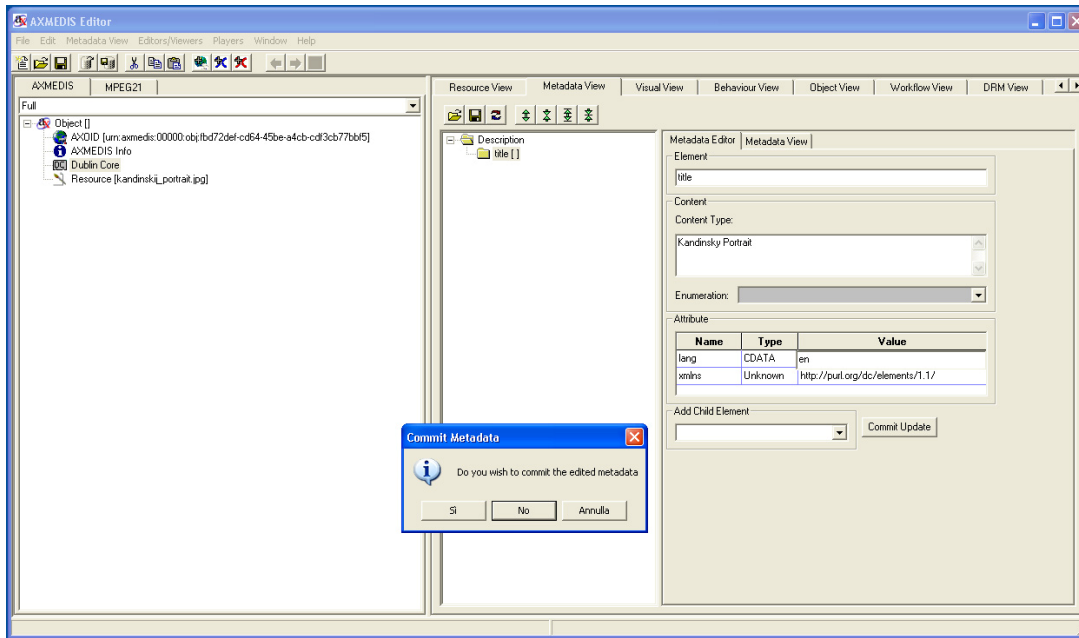 AXMEDIS Editor
File Edit Metadata View Editors/Viewers Players Window Help
AXMEDIS MPEG21
Full
Object []
AXOID [urn:axmedis:00000:obj:fbd72def-cd64-45be-a4cb-cdf3cb77bbf5]
AXMEDIS Info
DC Dublin Core
Resource [kandinskij_portrait.jpg]
Resource View Metadata View Visual View Behaviour View Object View Workflow View DRM View
Description
title [ ]
Metadata Editor Metadata View
Element
title
Content
Content Type:
Kandinsky Portrait
Enumeration:
Attribute
Name Type Value
lang CDATA en
xmlns Unknown http://purl.org/dc/elements/1.1/
Add Child Element
Commit Update
Commit Metadata
Do you wish to commit the edited metadata
Sì No Annulla